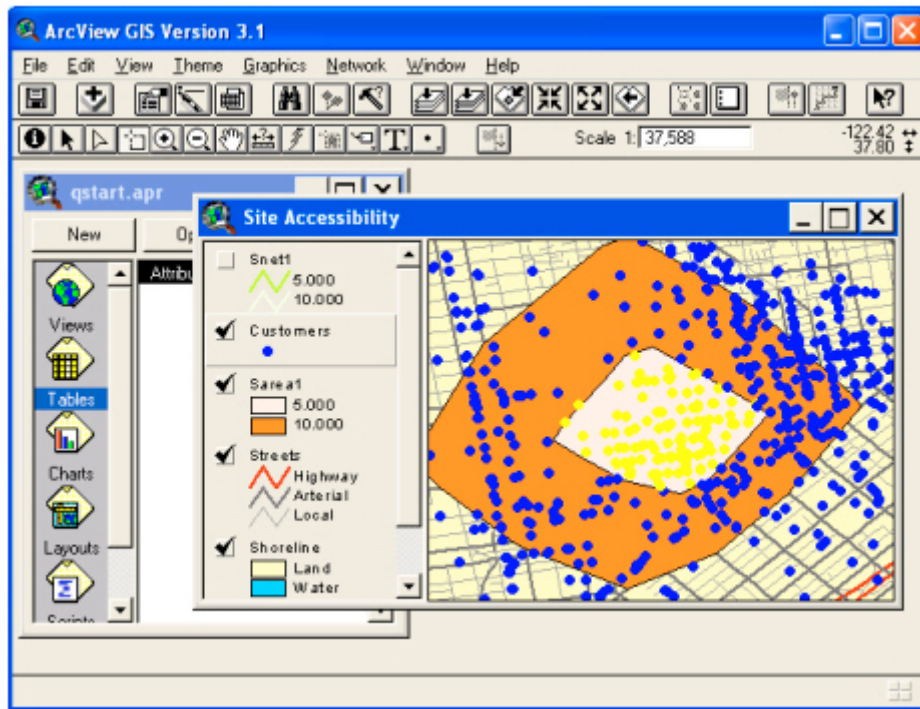 ArcView GIS Version 3.1
File Edit View Theme Graphics Network Window Help
Scale 1: 37,588
-122.42
37.80
qstart.apr
New
Site Accessibility
Views
Tables
Charts
Layouts
Snet1
5.000
10.000
Customers
Sarea1
5.000
10.000
Streets
Highway
Arterial
Local
Shoreline
Land
Water